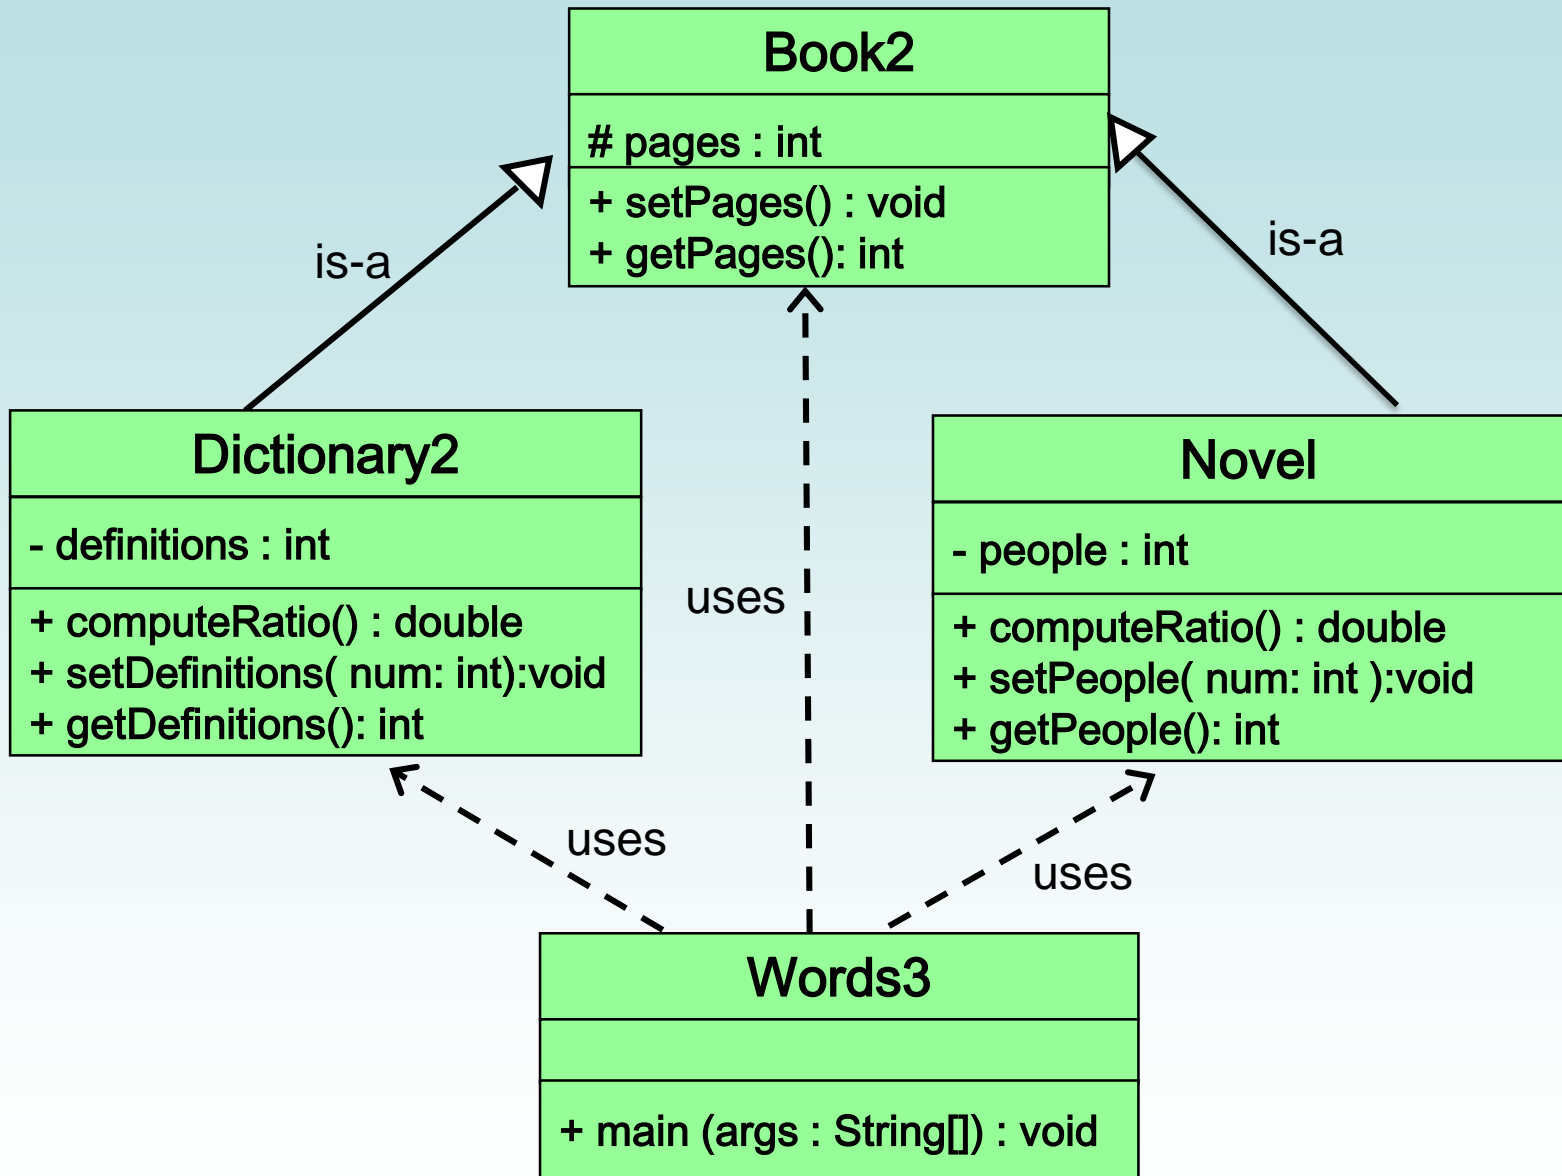 Book2
# pages : int
+ setPages() : void
+ getPages(): int
is-a
is-a
Dictionary2
- definitions : int
+ computeRatio() : double
+ setDefinitions( num: int):void
+ getDefinitions(): int
uses
Novel
- people : int
+ computeRatio() : double
+ setPeople( num: int ):void
+ getPeople(): int
uses
uses
Words3
+ main (args : String[]) : void